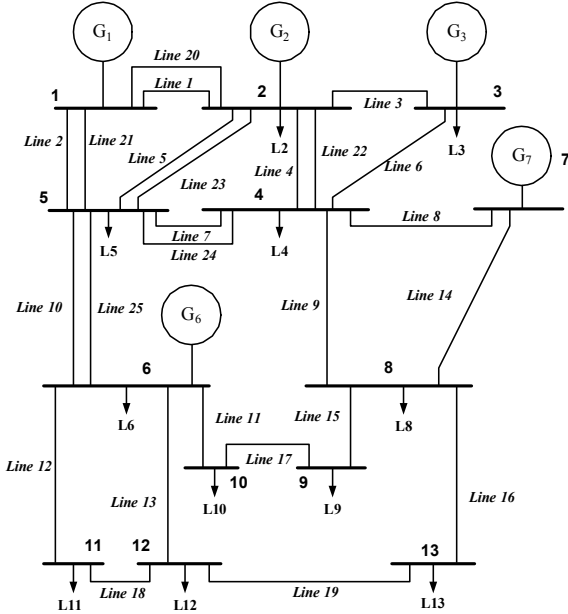 G1
G2
G3
Line 20
Line 1
1
2
3
Line 3
Line 2
Line 21
Line 5
Line 4
L2
Line 22
Line 6
L3
G7
7
Line 23
5
4
Line 8
L5
Line 7
L4
Line 24
Line 10
Line 25
Line 9
Line 14
G6
6
8
L6
Line 11
Line 15
L8
Line 12
Line 13
Line 17
10
9
Line 16
L10
L9
11
12
13
L11
Line 18
L12
Line 19
L13